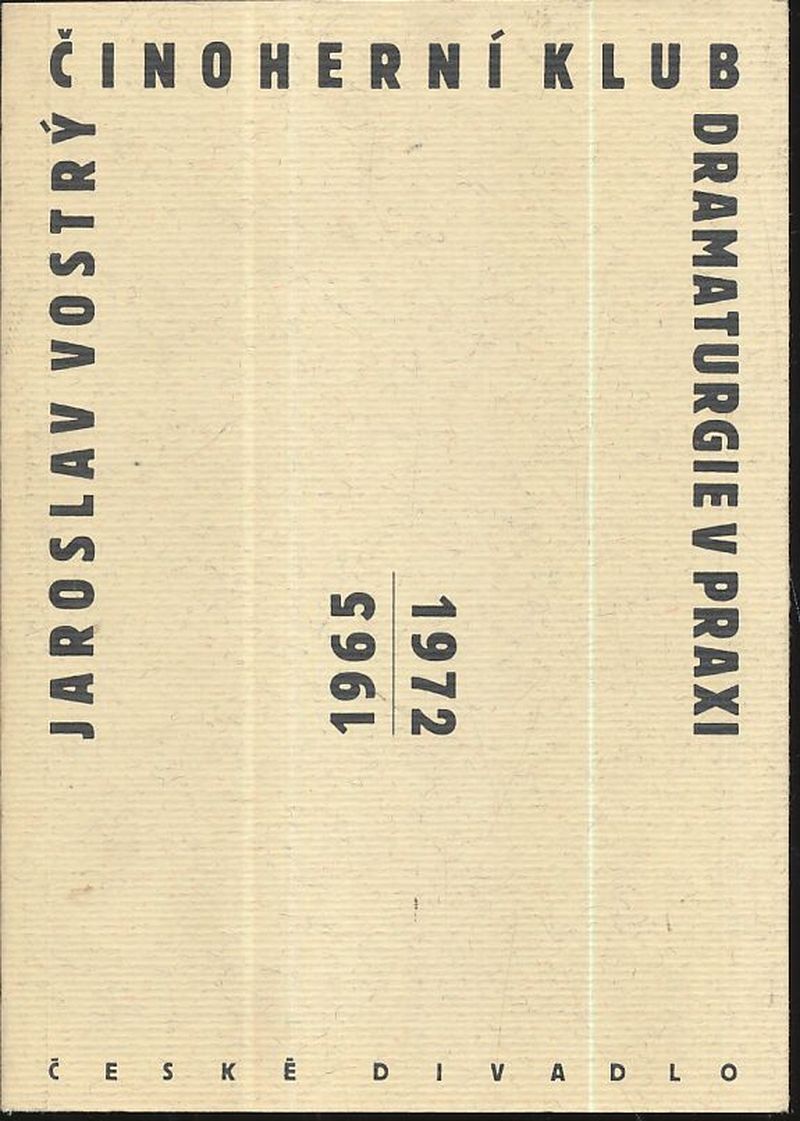 JAROSLAV VOSTRÝ
ČINOHERNÍ KLUB
DRAMATURGIE V PRAXI
1965
1972
ČESKÉ DIVADLO